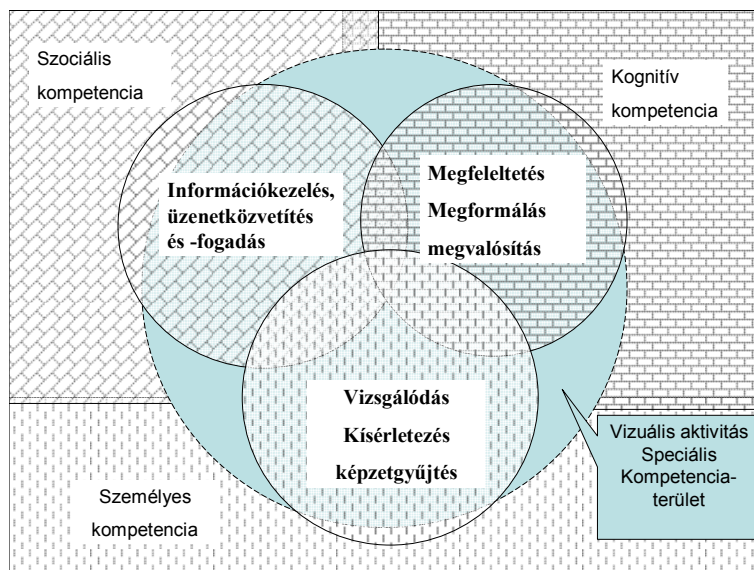 Szociális
kompetencia
Kognitív
kompetencia
Információkezelés,
üzenetközvetítés
és -fogadás
Megfeleltetés
Megformálás
megvalósítás
Vizsgálódás
Kísérletezés
képzetgyűjtés
Vizuális aktivitás
Speciális
Kompetencia-
terület
Személyes
kompetencia